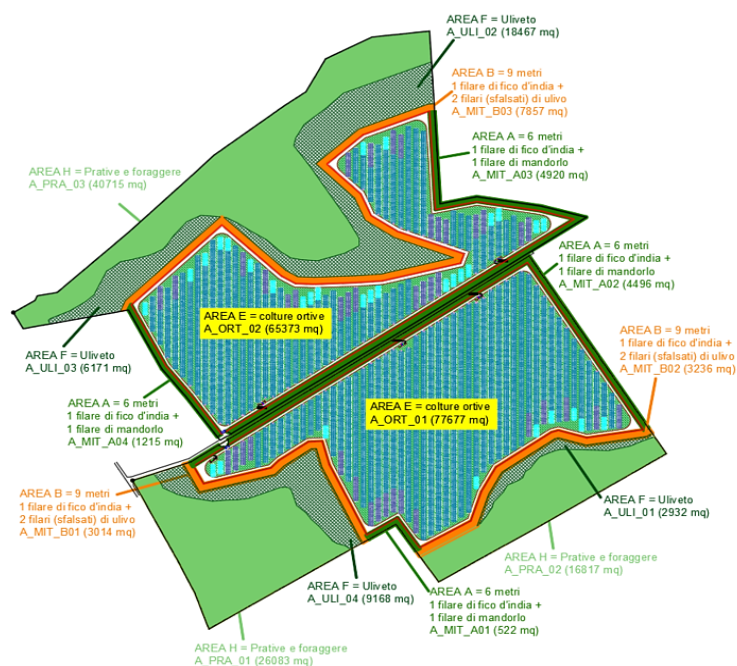 AREA F = Uliveto
A_ULI_02 (18467 mq)
AREA B = 9 metri
1 filare di fico d'india +
2 filari (sfalsati) di ulivo
A_MIT_B03 (7857 mq)
AREA A = 6 metri
1 filare di fico d'india +
1 filare di mandorlo
A_MIT_A03 (4920 mq)
AREA H = Prative e foraggere
A_PRA_03 (40715 mq)
AREA A = 6 metri
1 filare di fico d'india +
1 filare di mandorlo
A_MIT_A02 (4496 mq)
AREA E = colture ortive
A_ORT_02 (65373 mq)
AREA B = 9 metri
1 filare di fico d'india +
2 filari (sfalsati) di ulivo
A_MIT_B02 (3236 mq)
AREA F = Uliveto
A_ULI_03 (6171 mq)
AREA A = 6 metri
1 filare di fico d'india +
1 filare di mandorlo
A_MIT_A04 (1215 mq)
AREA E = colture ortive
A_ORT_01 (77677 mq)
AREA B = 9 metri
1 filare di fico d'india +
2 filari (sfalsati) di ulivo
A_MIT_B01 (3014 mq)
AREA F = Uliveto
A_ULI_01 (2932 mq)
AREA H = Prative e foraggere
A_PRA_02 (16817 mq)
AREA F = Uliveto
A_ULI_04 (9168 mq)
AREA A = 6 metri
1 filare di fico d'india +
1 filare di mandorlo
A_MIT_A01 (522 mq)
AREA H = Prative e foraggere
A_PRA_01 (26083 mq)